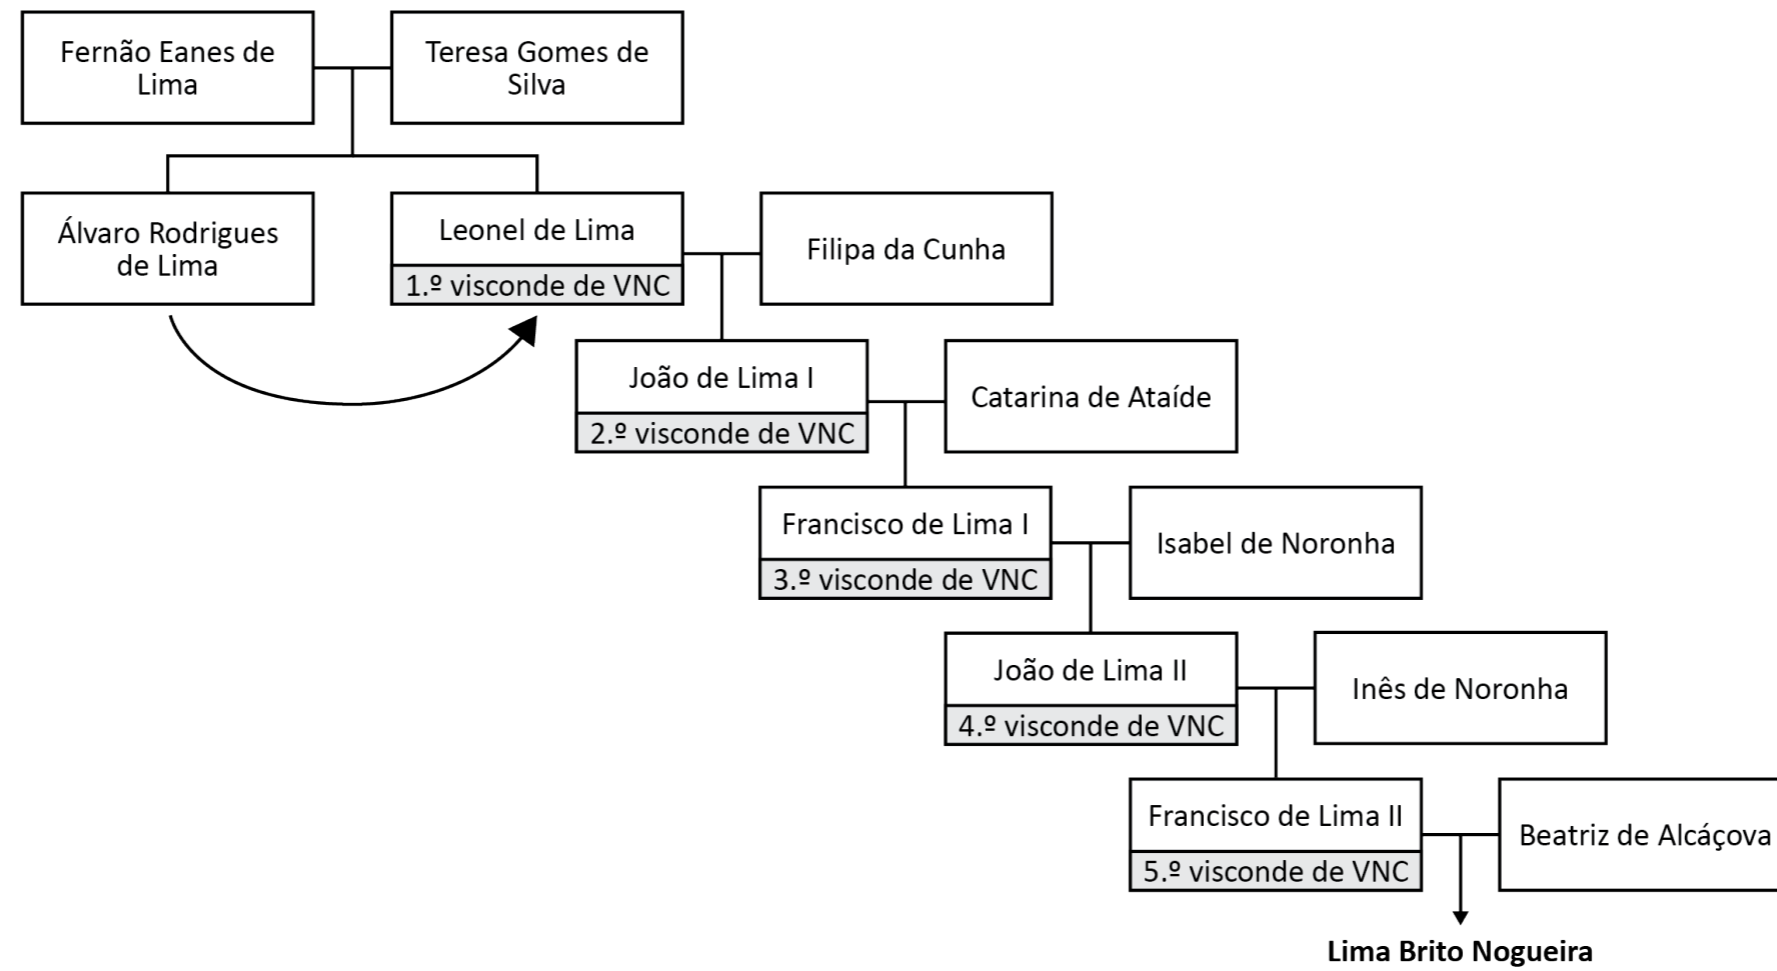 Fernão Eanes de
Lima
Teresa Gomes de
Silva
Álvaro Rodrigues
de Lima
Leonel de Lima
1.º visconde de VNC
Filipa da Cunha
João de Lima I
2.º visconde de VNC
Catarina de Ataíde
Francisco de Lima I
3.º visconde de VNC
Isabel de Noronha
João de Lima II
4.º visconde de VNC
Inês de Noronha
Francisco de Lima II
5.º visconde de VNC
Beatriz de Alcáçova
Lima Brito Nogueira